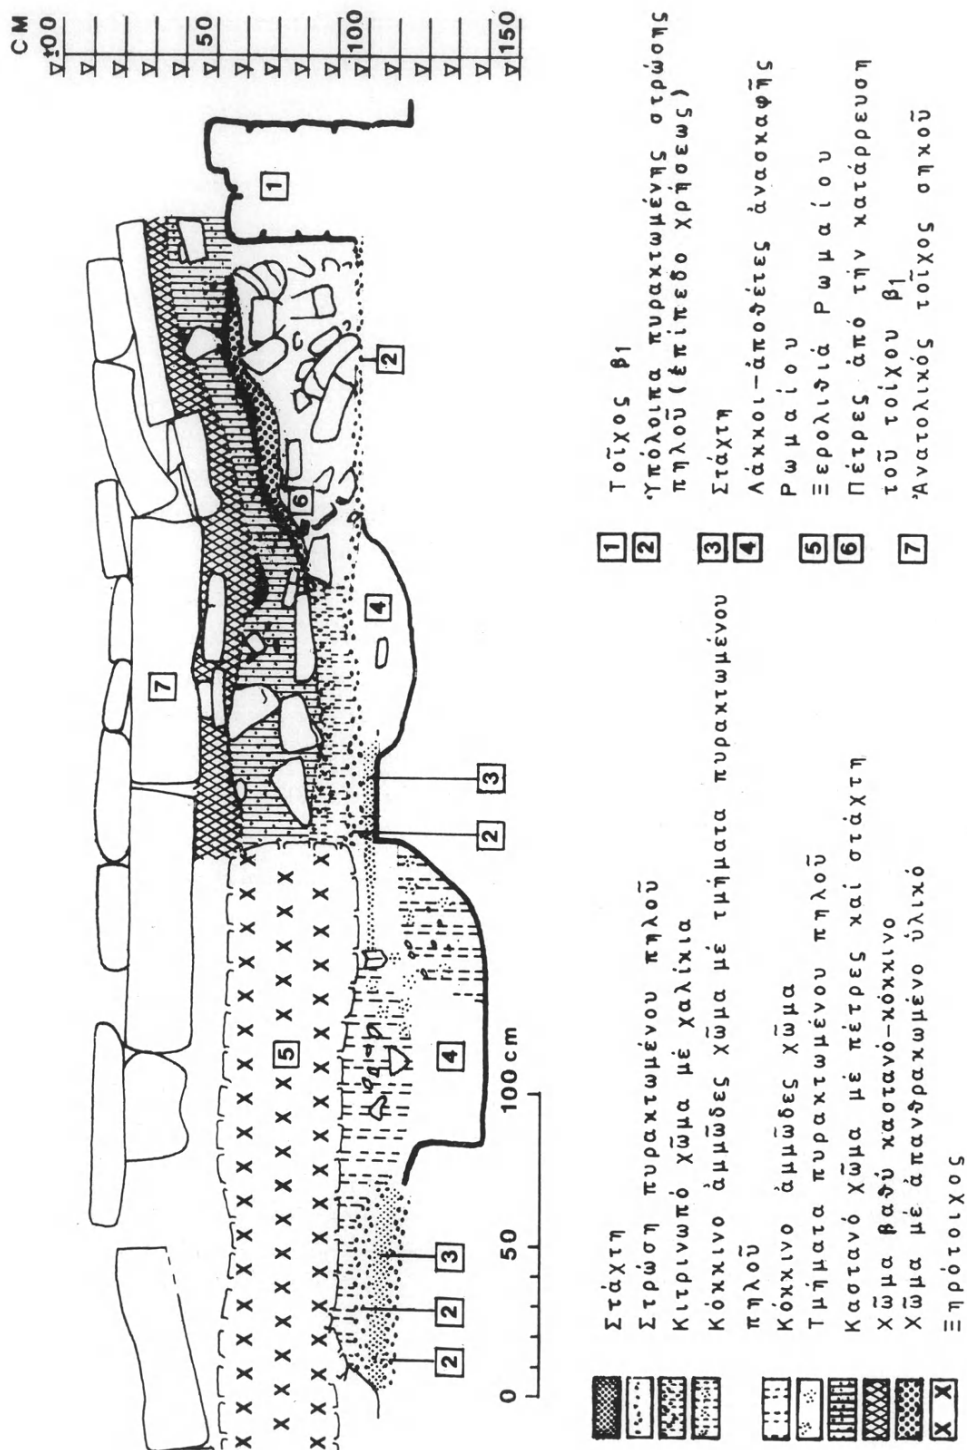 CM
±00
50
100
150
1
2
3
2
4
6
7
5
4
3
2
2
0
50
100 cm
Στάχτη
Στρώση πυρακτωμένου πηλοῦ
Κιτρινωπό χῶμα μέ χαλίκια
Κόκκινο ἀμμῶδες χῶμα μέ τμήματα πυρακτωμένου
πηλοῦ
Κόκκινο ἀμμῶδες χῶμα
Τμήματα πυρακτωμένου πηλοῦ
Καστανό χῶμα μέ πέτρες καί στάχτη
Χῶμα βαθύ καστανό-κόκκινο
Χῶμα μέ ἀπανθρακωμένο ὑλικό
Ξηρότοιχος
1 Τοῖχος β1
2 Ὑπόλοιπα πυρακτωμένης στρώσης
πηλοῦ (ἐπίπεδο χρήσεως)
3 Στάχτη
4 Λάκκοι-ἀποθέτες ἀνασκαφῆς
Ρωμαίου
5 Ξερολιθιά Ρωμαίου
6 Πέτρες ἀπό τήν κατάρρευση
τοῦ τοίχου β1
7 Ἀνατολικός τοῖχος σηκοῦ